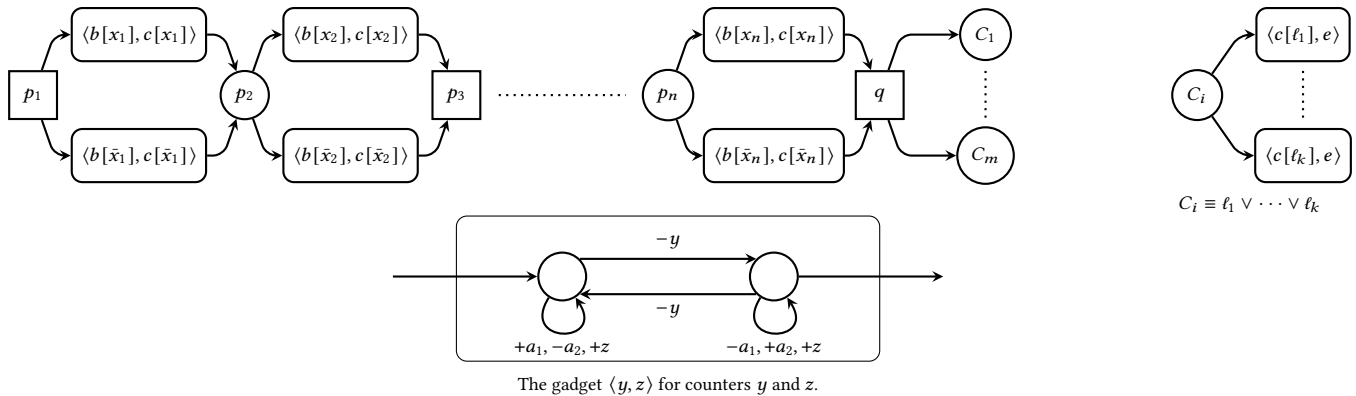 ⟨b[x₁], c[x₁]⟩ ⟨b[x₂], c[x₂]⟩ ⟨b[xₙ], c[xₙ]⟩ C₁ ⟨c[ℓ₁], e⟩
p₁ p₂ p₃ pₙ q Cᵢ
⟨b[x̄₁], c[x̄₁]⟩ ⟨b[x̄₂], c[x̄₂]⟩ ⟨b[x̄ₙ], c[x̄ₙ]⟩ Cₘ ⟨c[ℓₖ], e⟩
Cᵢ ≡ ℓ₁ ∨ · · · ∨ ℓₖ
−y
−y
+a₁, −a₂, +z −a₁, +a₂, +z
The gadget ⟨y, z⟩ for counters y and z.